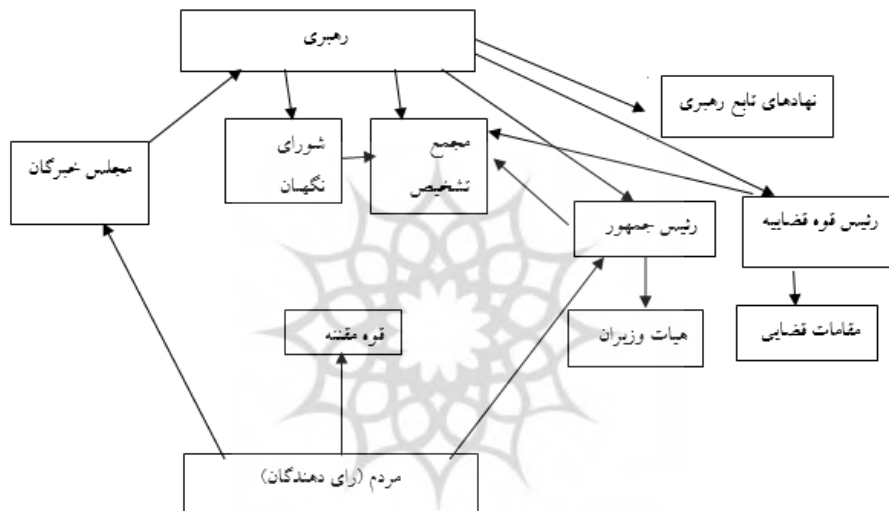 رهبری
نهادهای تابع رهبری
شورای
نگهبان
مجمع
تشخیص
مجلس خبرگان
رئیس جمهور
رئیس قوه قضاییه
قوه مقننه
هیات وزیران
مقامات قضایی
مردم (رای دهندگان)